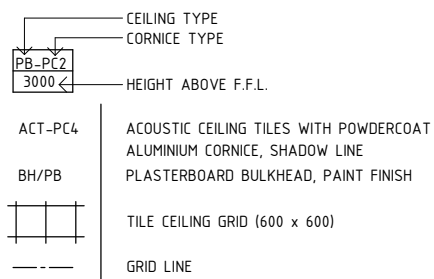 CEILING TYPE
CORNICE TYPE
PB-PC2
3000
HEIGHT ABOVE F.F.L.
ACT-PC4
ACOUSTIC CEILING TILES WITH POWDERCOAT
ALUMINIUM CORNICE, SHADOW LINE
BH/PB
PLASTERBOARD BULKHEAD, PAINT FINISH
TILE CEILING GRID (600 x 600)
GRID LINE